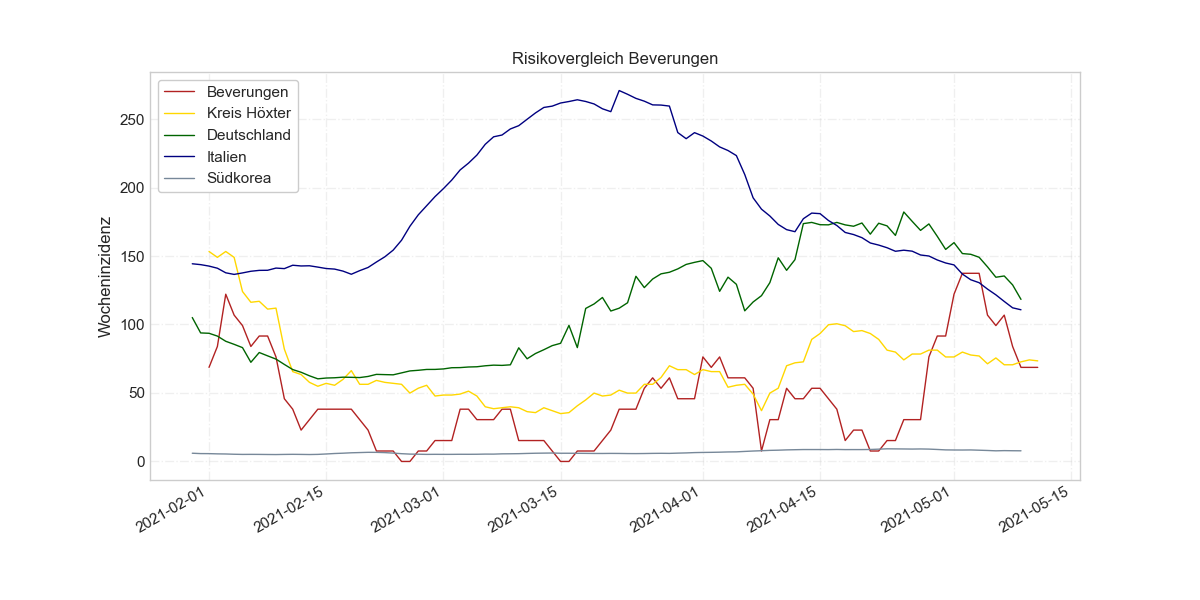 Risikovergleich Beverungen
Beverungen
Kreis Höxter
Deutschland
Italien
Südkorea
Wocheninzidenz
250
200
150
100
50
0
2021-02-01
2021-02-15
2021-03-01
2021-03-15
2021-04-01
2021-04-15
2021-05-01
2021-05-15